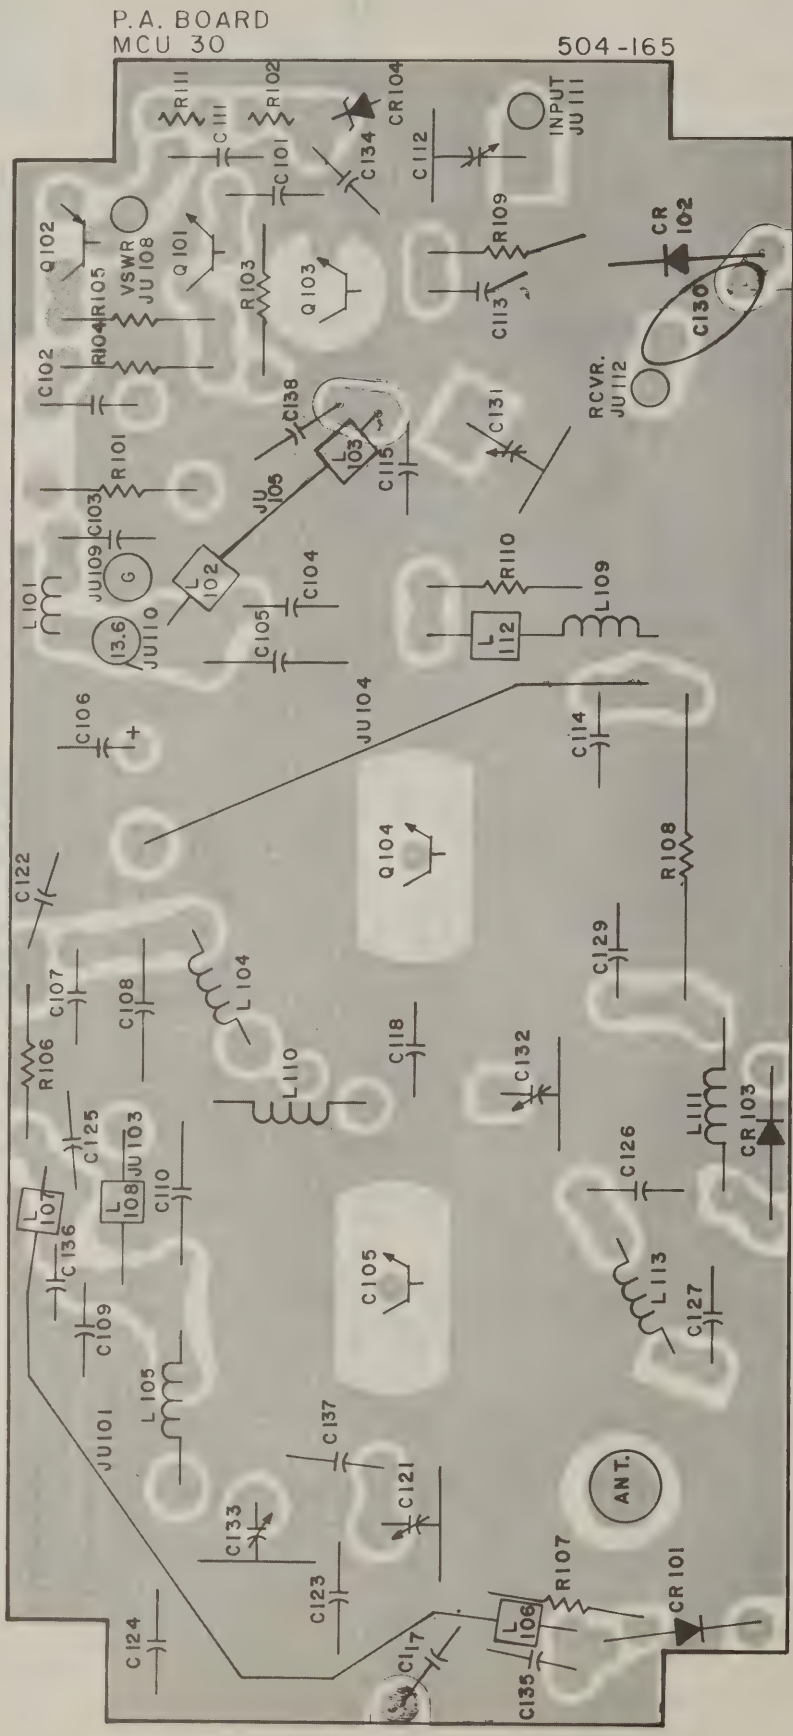 P.A. BOARD
MCU 30
504-165
R111
C111
R102
C101
CR104
C134
C112
INPUT
JU111
Q102
VSWR
JU108
Q101
R105
R104
R103
Q103
R109
C113
CR
102
C130
C102
C138
RCVR.
JU112
C131
R101
L
103
C115
JU
105
C103
JU109
G
L
102
L101
13.6
JU110
C104
C105
R110
L
112
L109
C106
+
JU104
C114
Q104
R108
C122
C129
C107
C108
L104
R106
C118
L110
C132
L111
CR103
C125
JU103
L
107
L
108
C110
C126
C136
C105
L113
C127
C109
L105
JU101
C137
ANT.
C133
C121
C123
R107
CR101
C124
L
106
C117
C135